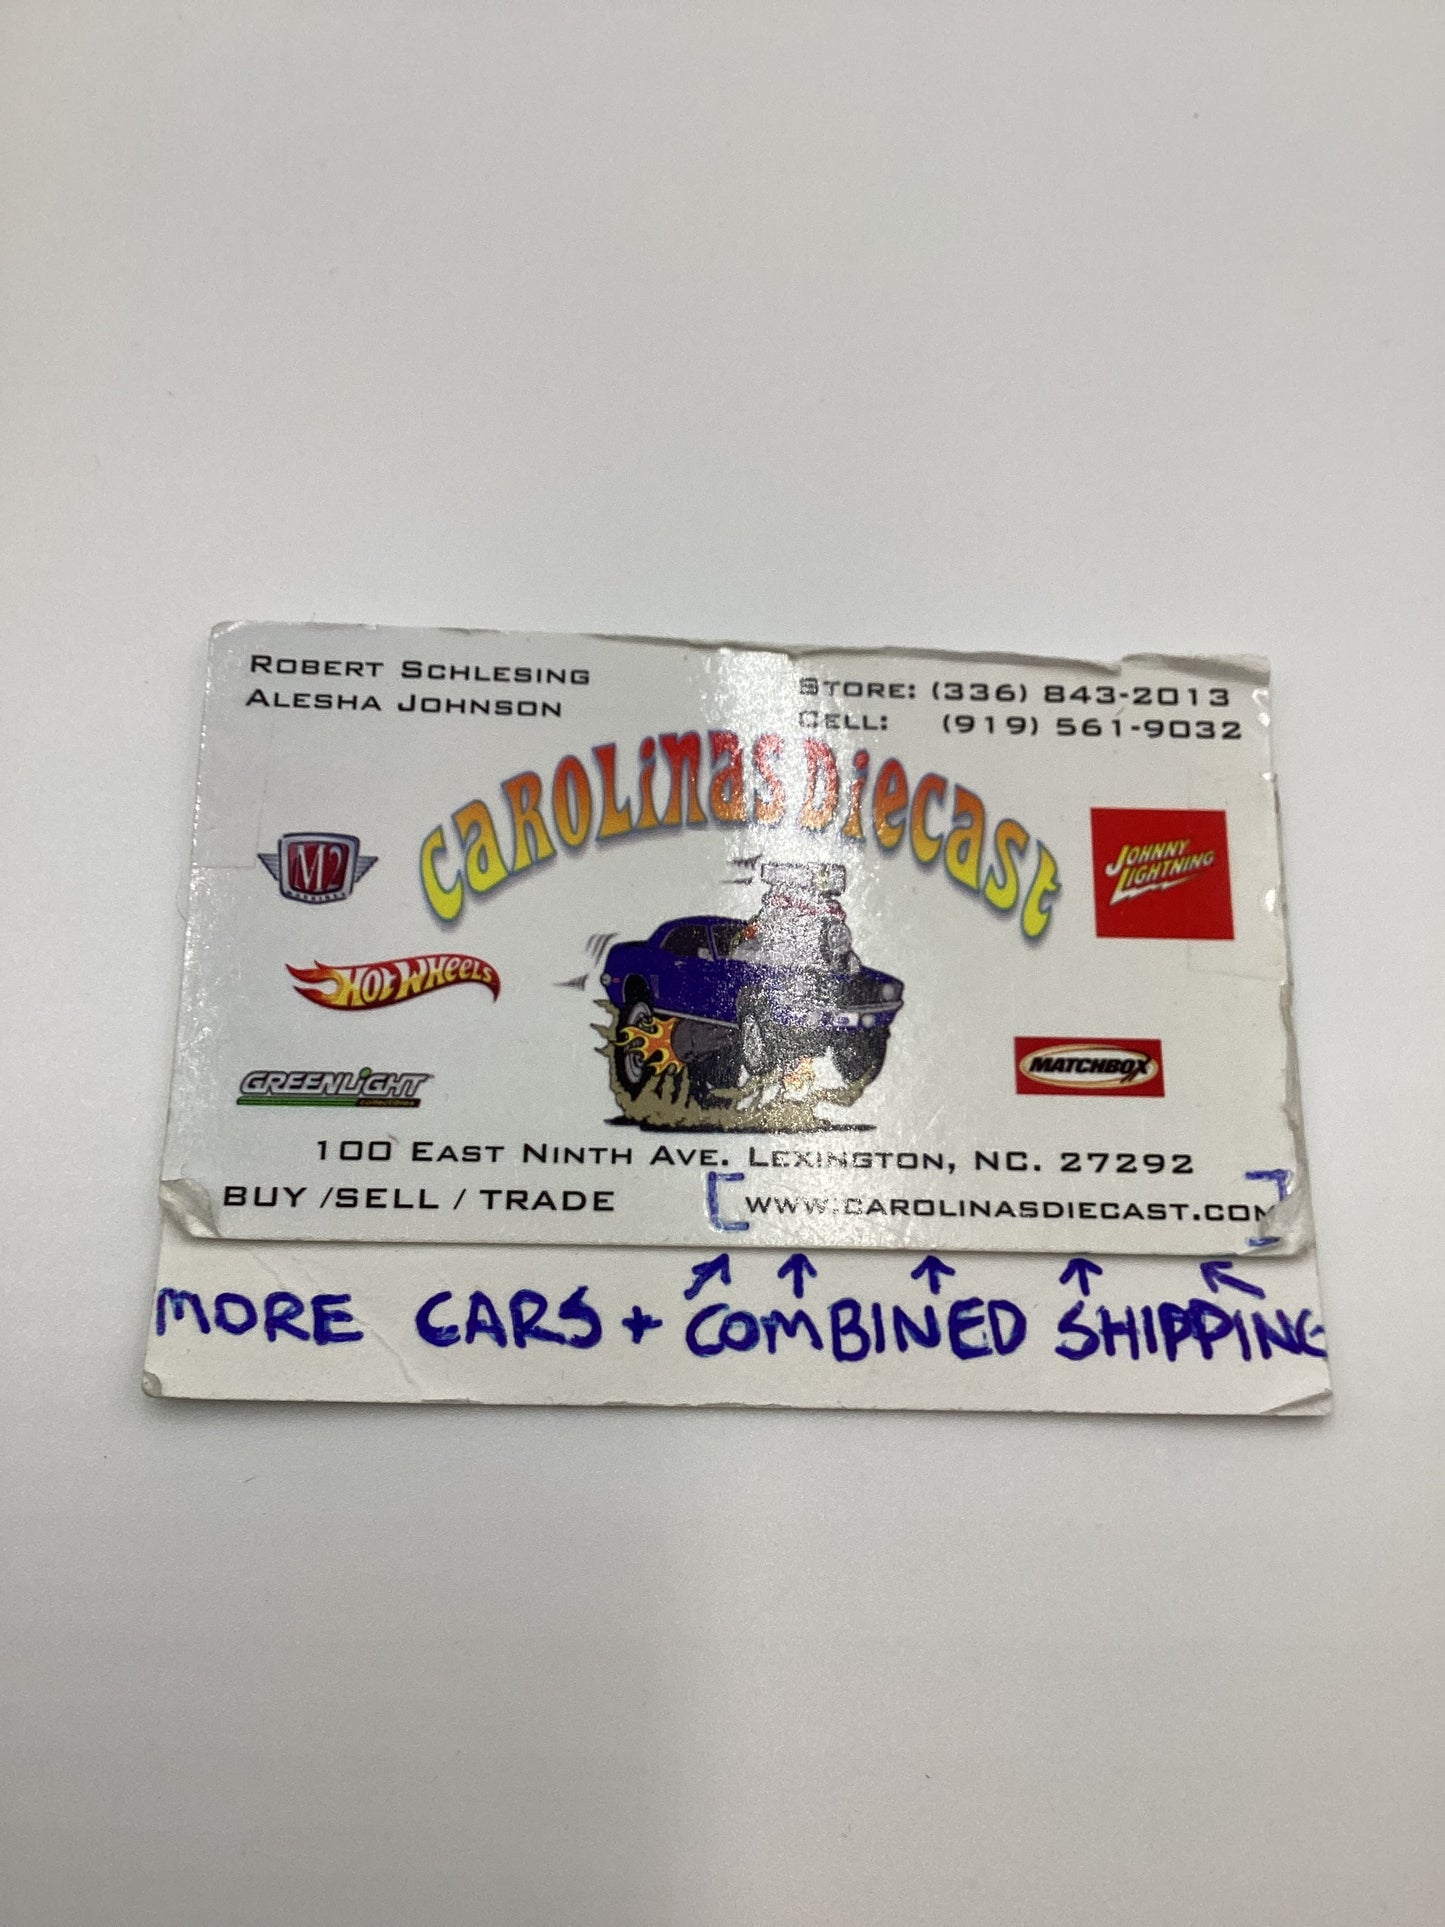 ROBERT SCHLESING
ALESHA JOHNSON
STORE: (336) 843-2013
CELL: (919) 561-9032
CAROLINAS DIECAST
M2
JOHNNY
LIGHTNING
HOT WHEELS
MATCHBOX
GREENLIGHT
collectibles
100 EAST NINTH AVE. LEXINGTON, NC. 27292
BUY /SELL / TRADE [WWW.CAROLINASDIECAST.COM]
MORE CARS + COMBINED SHIPPING